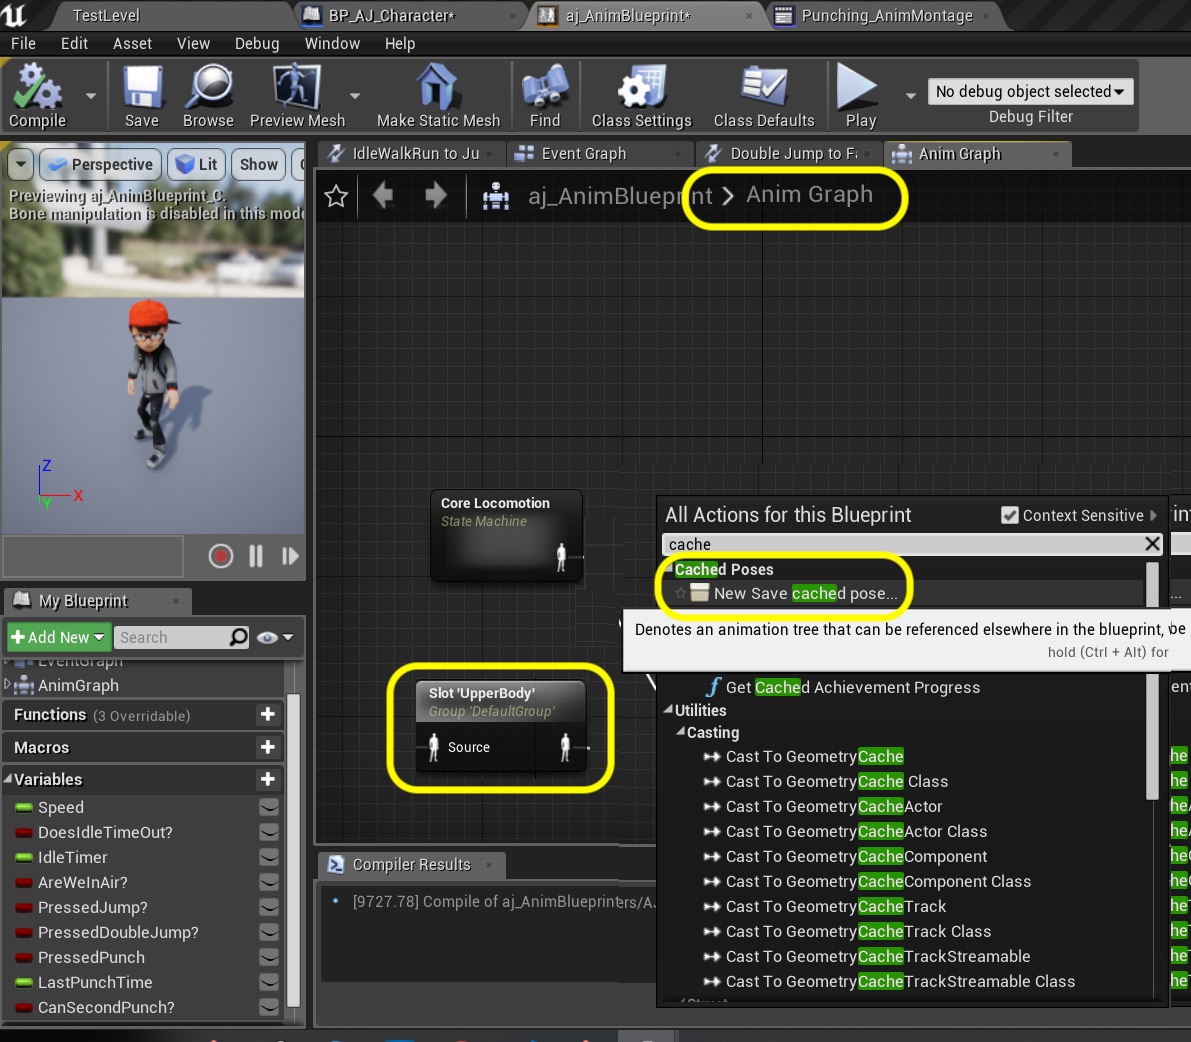 TestLevel
BP_AJ_Character*
aj_AnimBlueprint*
Punching_AnimMontage
File Edit Asset View Debug Window Help
Compile Save Browse Preview Mesh Make Static Mesh Find Class Settings Class Defaults Play
No debug object selected
Debug Filter
Perspective Lit Show
Previewing aj_AnimBlueprint_C.
Bone manipulation is disabled in this mode
Z
X
Y
IdleWalkRun to Ju
Event Graph
Double Jump to Fa
Anim Graph
aj_AnimBlueprint > Anim Graph
Core Locomotion
State Machine
Slot 'UpperBody'
Group 'DefaultGroup'
Source
All Actions for this Blueprint
Context Sensitive
cache
Cached Poses
New Save cached pose...
Denotes an animation tree that can be referenced elsewhere in the blueprint, be
hold (Ctrl + Alt) for
Get Cached Achievement Progress
Utilities
Casting
Cast To GeometryCache
Cast To GeometryCache Class
Cast To GeometryCacheActor
Cast To GeometryCacheActor Class
Cast To GeometryCacheComponent
Cast To GeometryCacheComponent Class
Cast To GeometryCacheTrack
Cast To GeometryCacheTrack Class
Cast To GeometryCacheTrackStreamable
Cast To GeometryCacheTrackStreamable Class
My Blueprint
Add New
Search
EventGraph
AnimGraph
Functions (3 Overridable)
Macros
Variables
Speed
DoesIdleTimeOut?
IdleTimer
AreWeInAir?
PressedJump?
PressedDoubleJump?
PressedPunch
LastPunchTime
CanSecondPunch?
Compiler Results
[9727.78] Compile of aj_AnimBlueprint